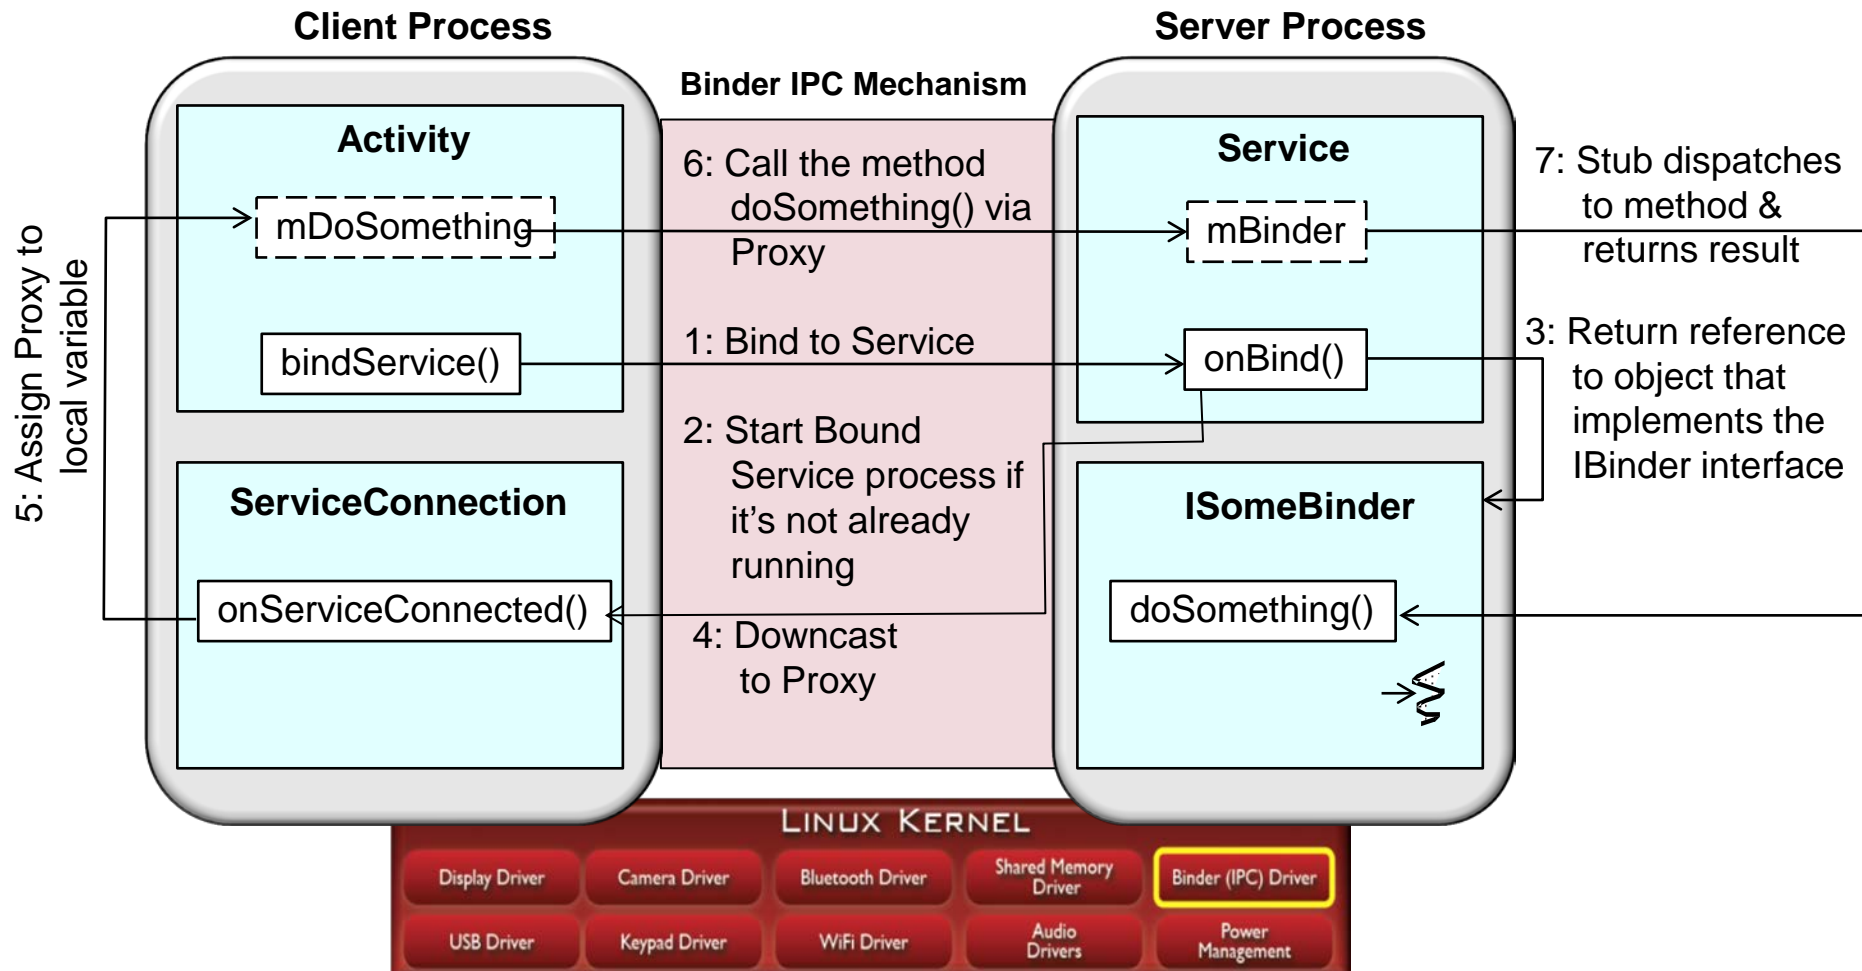 Client Process
Server Process
Binder IPC Mechanism
Activity
mDoSomething
bindService()
ServiceConnection
onServiceConnected()
5: Assign Proxy to
local variable
6: Call the method
doSomething() via
Proxy
1: Bind to Service
2: Start Bound
Service process if
it’s not already
running
4: Downcast
to Proxy
Service
mBinder
onBind()
ISomeBinder
doSomething()
7: Stub dispatches
to method &
returns result
3: Return reference
to object that
implements the
IBinder interface
LINUX KERNEL
Display Driver
Camera Driver
Bluetooth Driver
Shared Memory
Driver
Binder (IPC) Driver
USB Driver
Keypad Driver
WiFi Driver
Audio
Drivers
Power
Management